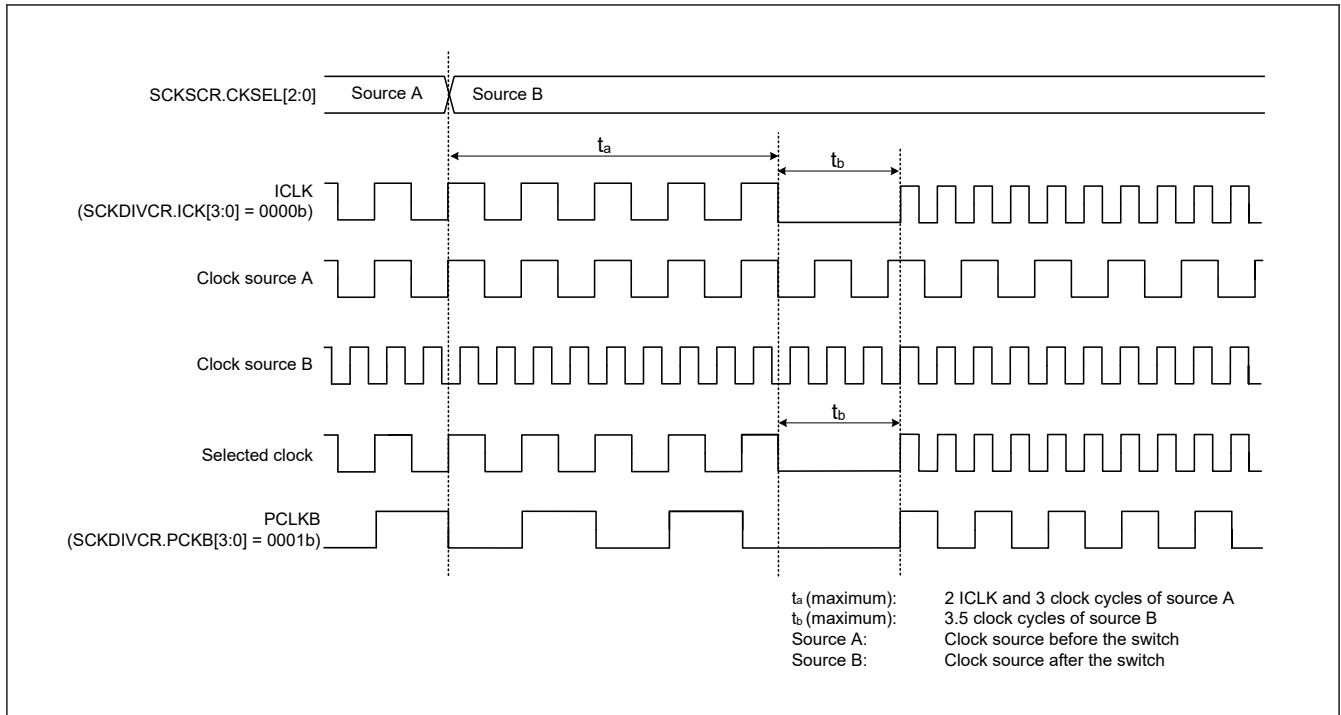 SCKSCR.CKSEL[2:0] Source A Source B
ta
tb
ICLK
(SCKDIVCR.ICK[3:0] = 0000b)
Clock source A
Clock source B
tb
Selected clock
PCLKB
(SCKDIVCR.PCKB[3:0] = 0001b)
ta (maximum): 2 ICLK and 3 clock cycles of source A
tb (maximum): 3.5 clock cycles of source B
Source A: Clock source before the switch
Source B: Clock source after the switch